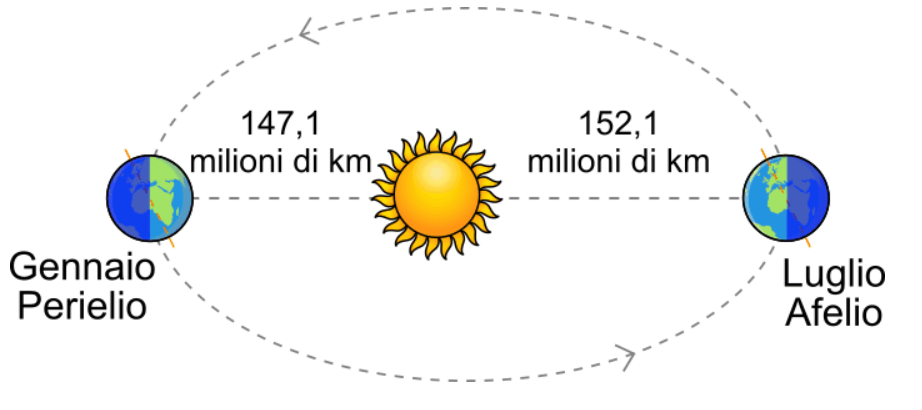 147,1
milioni di km
152,1
milioni di km
Gennaio
Perielio
Luglio
Afelio